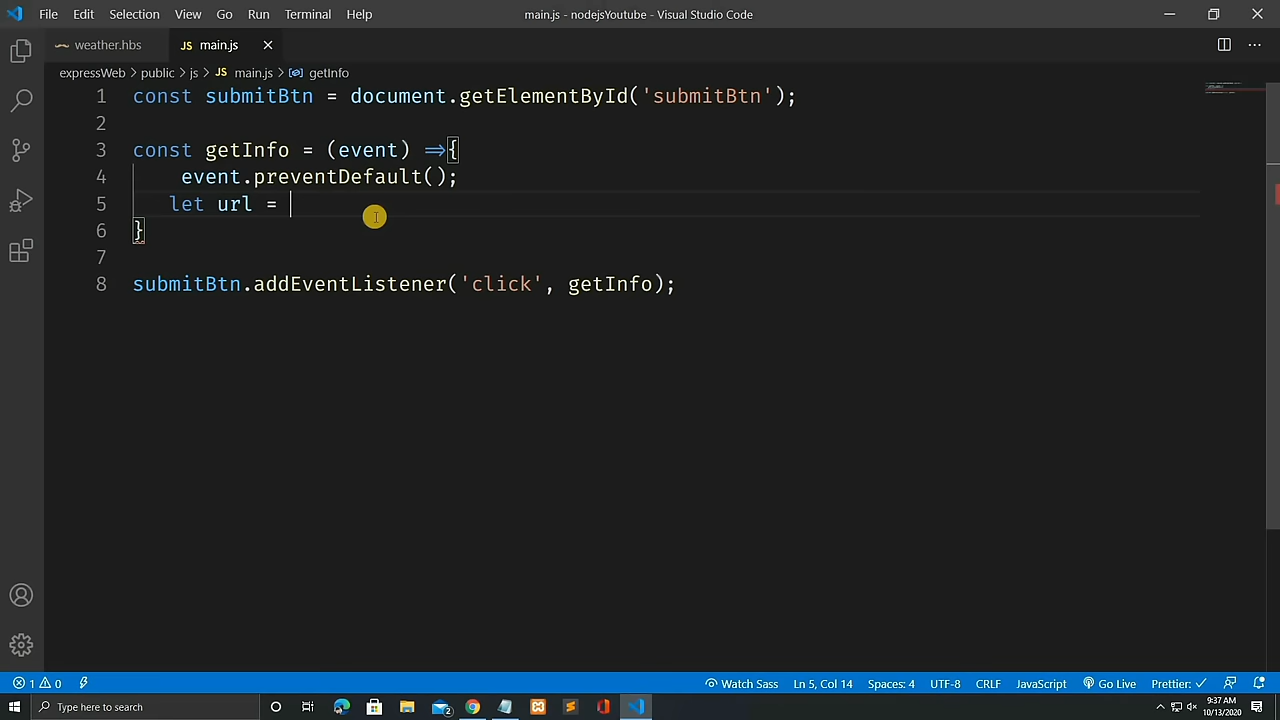 File Edit Selection View Go Run Terminal Help main.js - nodejsYoutube - Visual Studio Code
weather.hbs JS main.js
expressWeb > public > js > JS main.js > getInfo
1 const submitBtn = document.getElementById('submitBtn');
2
3 const getInfo = (event) =>{
4 event.preventDefault();
5 let url =
6 }
7
8 submitBtn.addEventListener('click', getInfo);
1 0 Watch Sass Ln 5, Col 14 Spaces: 4 UTF-8 CRLF JavaScript Go Live Prettier: ✓
Type here to search 2 9:37 AM
10/13/2020